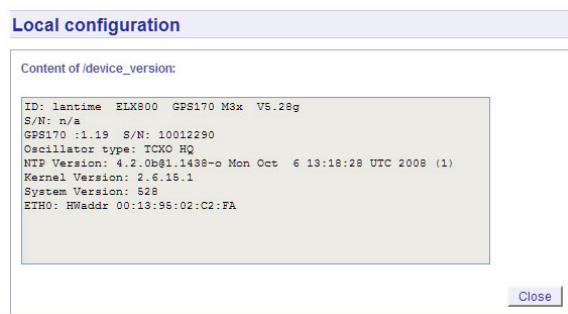 Local configuration
Content of /device_version:
ID: lantime  ELX800  GPS170 M3x  V5.28g
S/N: n/a
GPS170 :1.19  S/N: 10012290
Oscillator type: TCXO HQ
NTP Version: 4.2.0b@1.1438-o Mon Oct  6 13:18:28 UTC 2008 (1)
Kernel Version: 2.6.15.1
System Version: 528
ETH0: HWaddr 00:13:95:02:C2:FA
Close